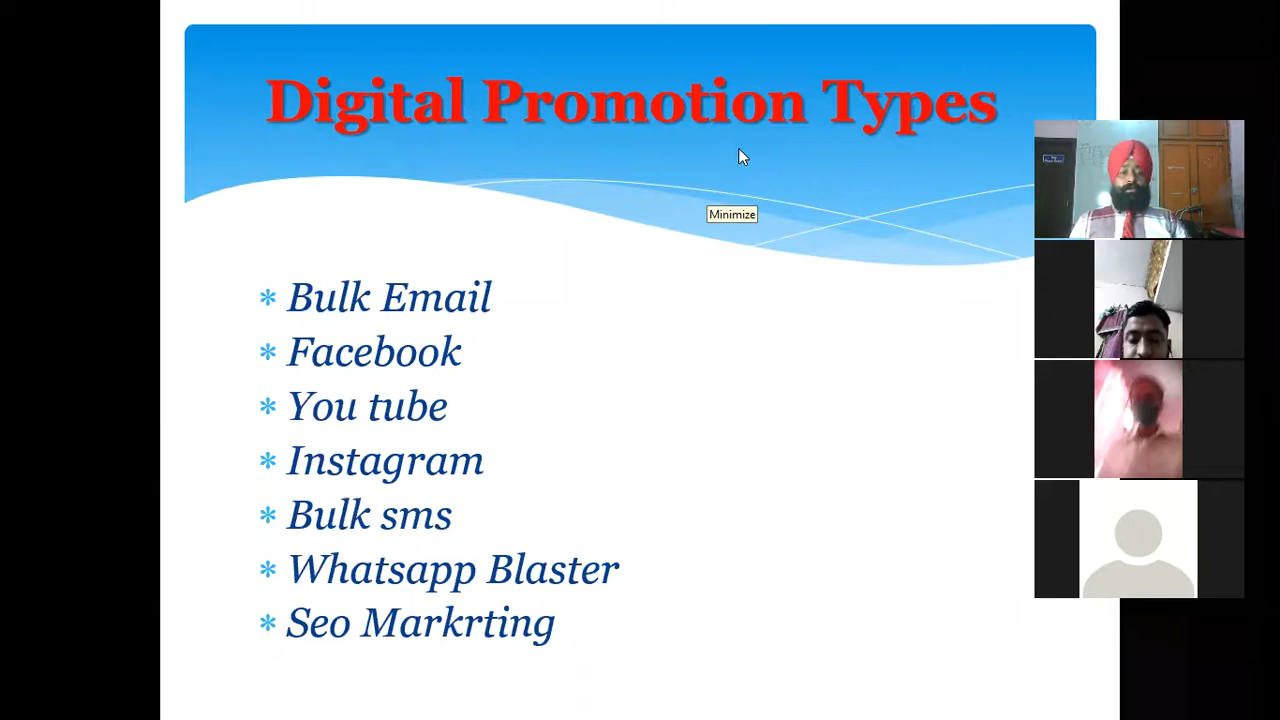 Digital Promotion Types
Minimize
* Bulk Email
* Facebook
* You tube
* Instagram
* Bulk sms
* Whatsapp Blaster
* Seo Markrting